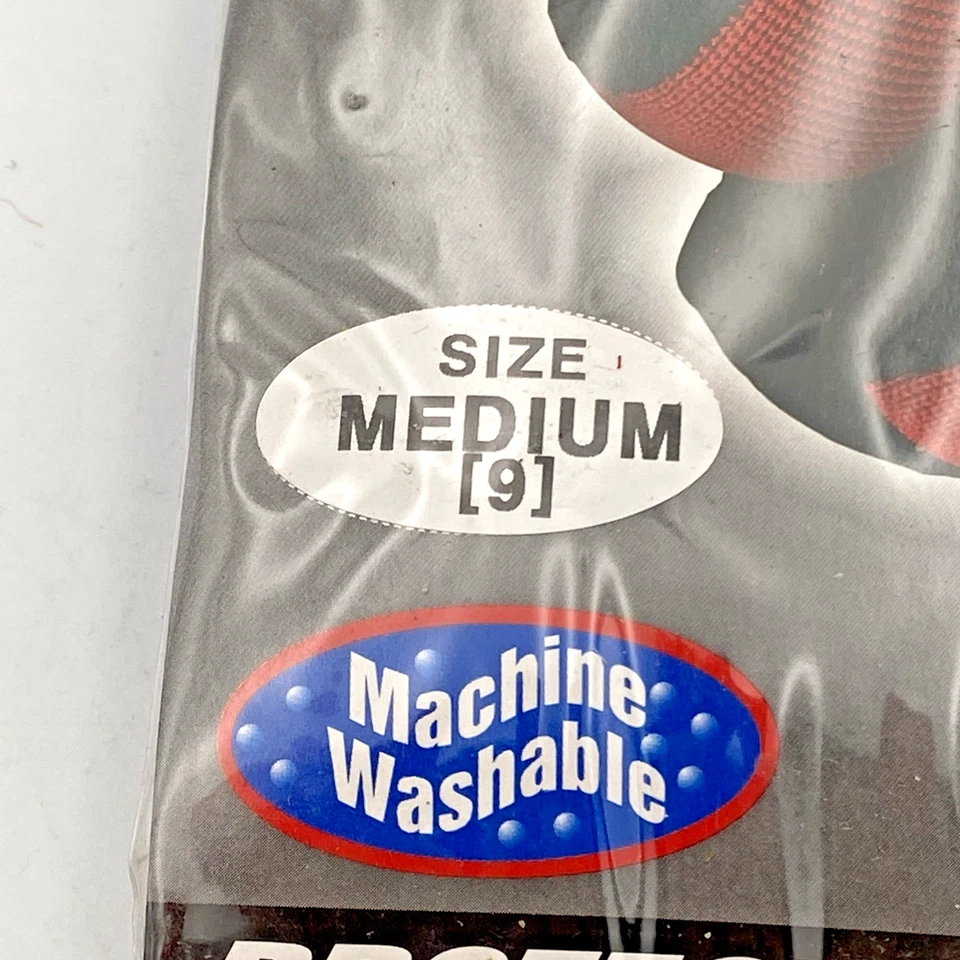 SIZE
MEDIUM
[9]
Machine
Washable